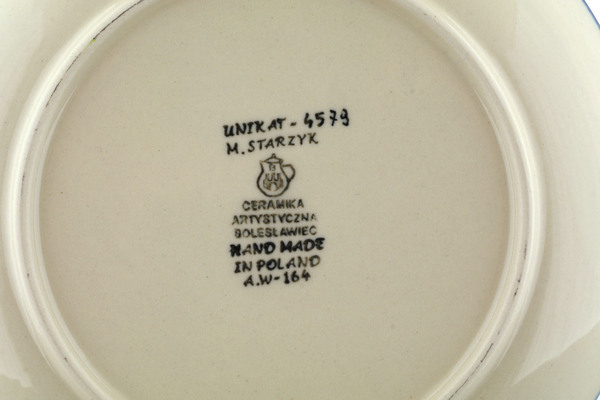 UNIKAT - 4579
M. STARZYK
CERAMIKA
ARTYSTYCZNA
BOLESŁAWIEC
HAND MADE
IN POLAND
A.W-164